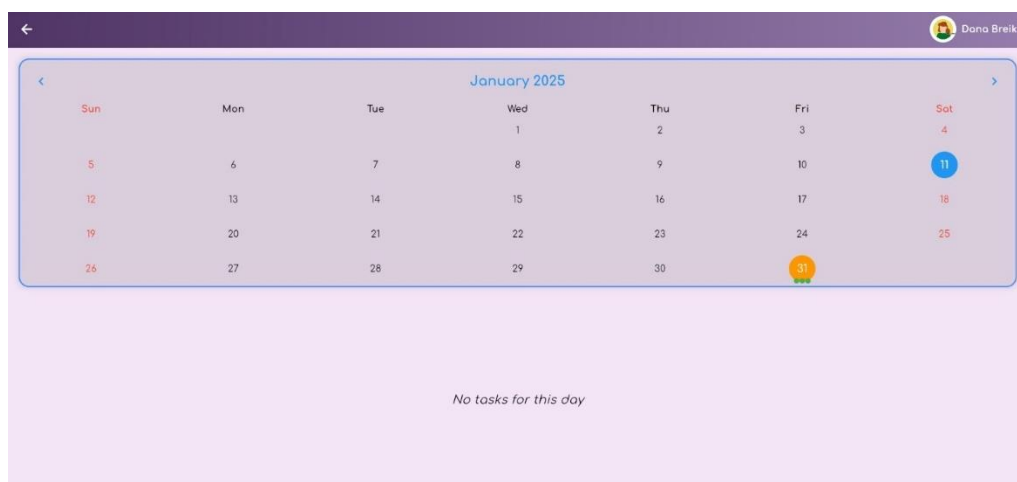 Dana Breik
January 2025
Sun Mon Tue Wed Thu Fri Sat
1 2 3 4
5 6 7 8 9 10 11
12 13 14 15 16 17 18
19 20 21 22 23 24 25
26 27 28 29 30 31
No tasks for this day